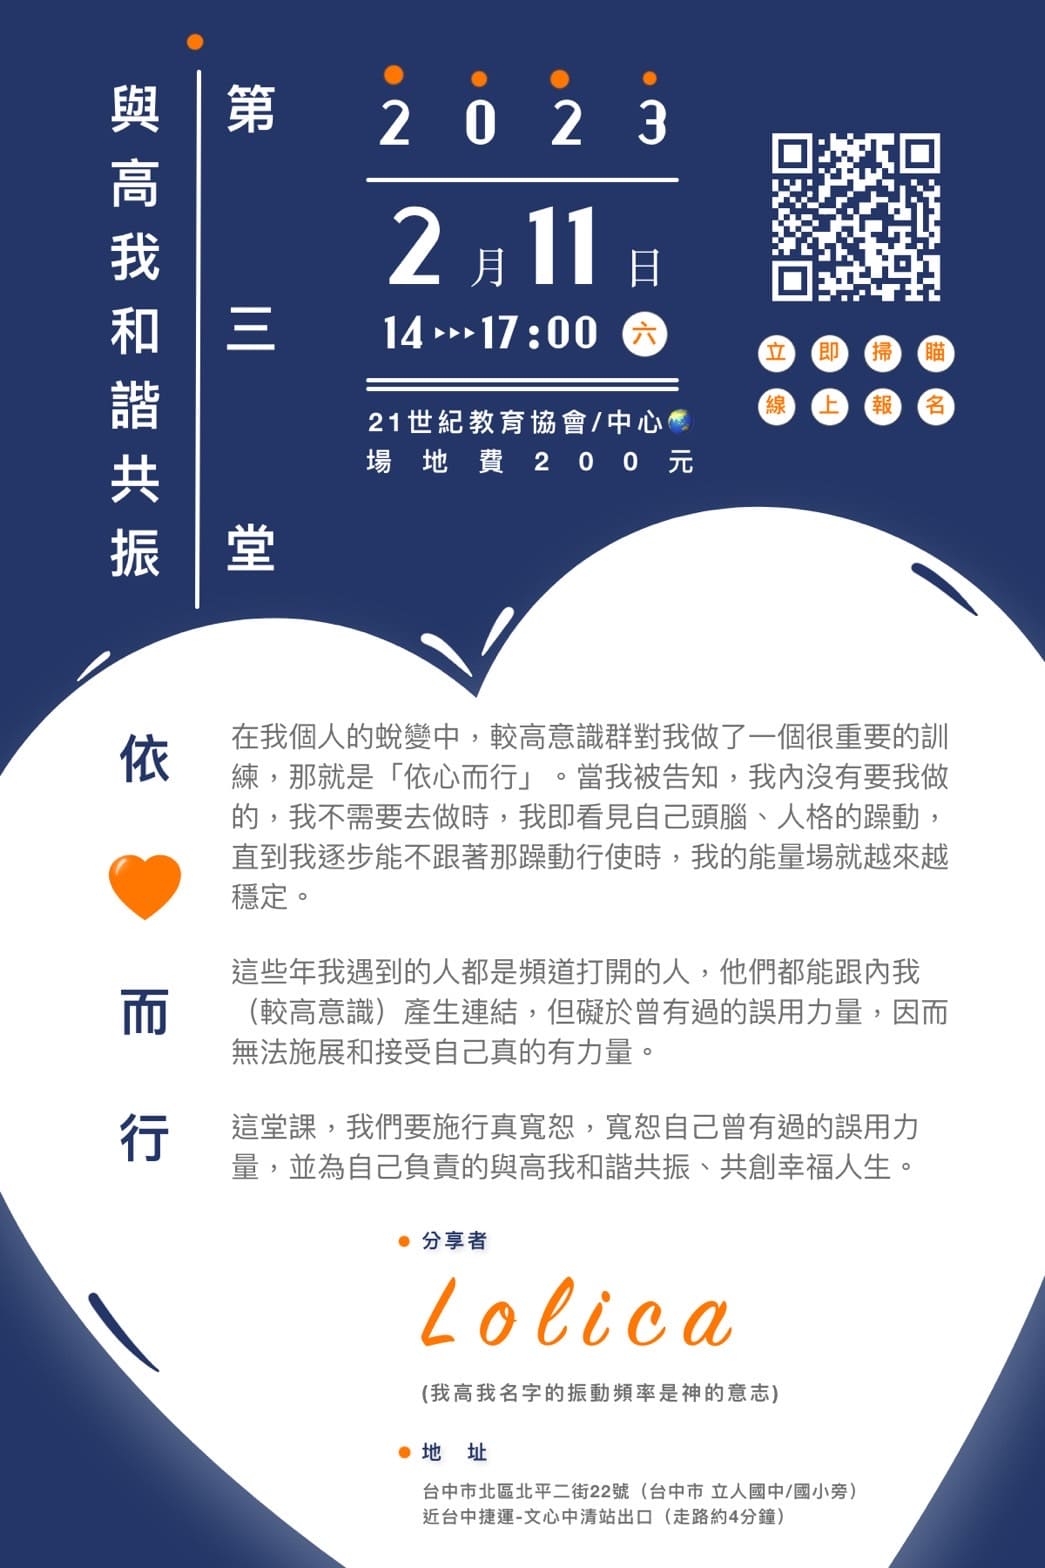 與高我和諧共振
第三堂
2023
2月11日
14▸▸▸17:00 六
21世紀教育協會/中心🌏
場地費200元
立即掃瞄
線上報名
依🧡而行
在我個人的蛻變中，較高意識群對我做了一個很重要的訓
練，那就是「依心而行」。當我被告知，我內沒有要我做
的，我不需要去做時，我即看見自己頭腦、人格的躁動，
直到我逐步能不跟著那躁動行使時，我的能量場就越來越
穩定。
這些年我遇到的人都是頻道打開的人，他們都能跟內我
（較高意識）產生連結，但礙於曾有過的誤用力量，因而
無法施展和接受自己真的有力量。
這堂課，我們要施行真寬恕，寬恕自己曾有過的誤用力
量，並為自己負責的與高我和諧共振、共創幸福人生。
分享者
Lolica
(我高我名字的振動頻率是神的意志)
地 址
台中市北區北平二街22號（台中市 立人國中/國小旁）
近台中捷運-文心中清站出口（走路約4分鐘）